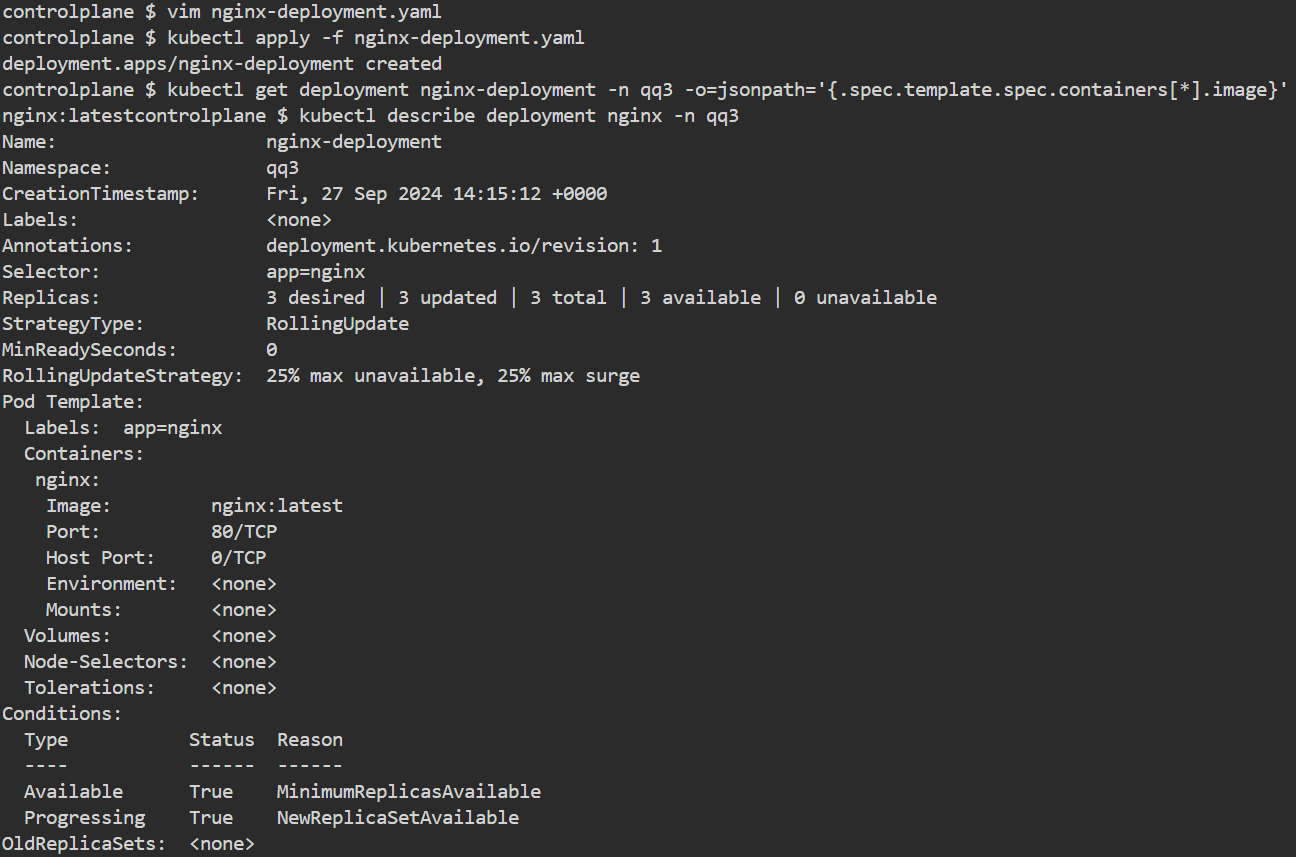 controlplane $ vim nginx-deployment.yaml
controlplane $ kubectl apply -f nginx-deployment.yaml
deployment.apps/nginx-deployment created
controlplane $ kubectl get deployment nginx-deployment -n qq3 -o=jsonpath='{.spec.template.spec.containers[*].image}'
nginx:latestcontrolplane $ kubectl describe deployment nginx -n qq3
Name:                   nginx-deployment
Namespace:              qq3
CreationTimestamp:      Fri, 27 Sep 2024 14:15:12 +0000
Labels:                 <none>
Annotations:            deployment.kubernetes.io/revision: 1
Selector:               app=nginx
Replicas:               3 desired | 3 updated | 3 total | 3 available | 0 unavailable
StrategyType:           RollingUpdate
MinReadySeconds:        0
RollingUpdateStrategy:  25% max unavailable, 25% max surge
Pod Template:
  Labels:  app=nginx
  Containers:
   nginx:
    Image:         nginx:latest
    Port:          80/TCP
    Host Port:     0/TCP
    Environment:   <none>
    Mounts:        <none>
  Volumes:         <none>
  Node-Selectors:  <none>
  Tolerations:     <none>
Conditions:
  Type           Status  Reason
  ----           ------  ------
  Available      True    MinimumReplicasAvailable
  Progressing    True    NewReplicaSetAvailable
OldReplicaSets:  <none>